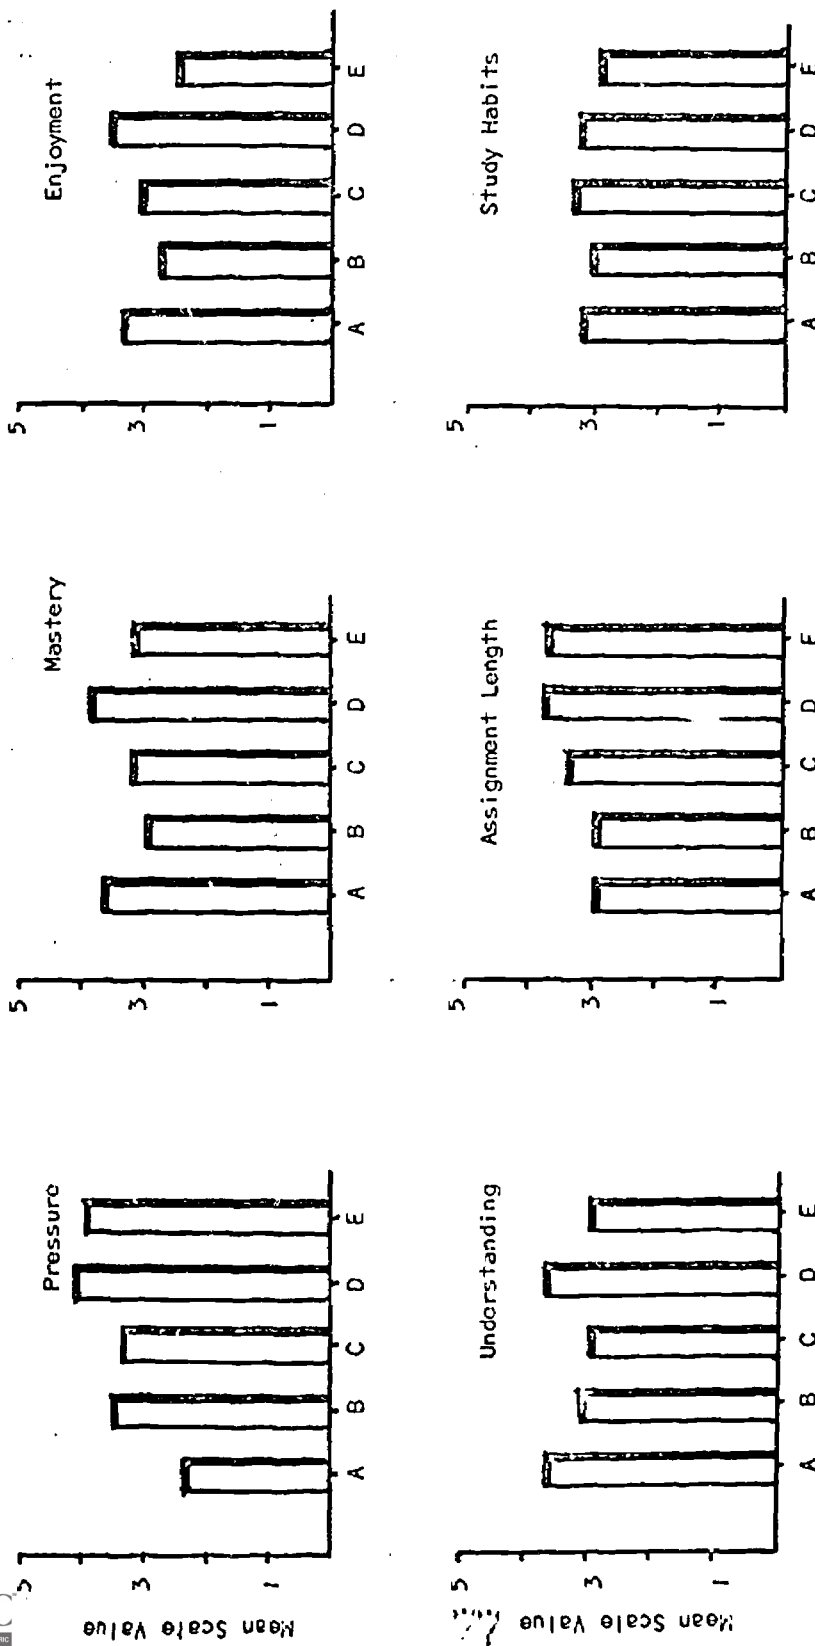 Pressure
Mean Scale Value
5
3
1
A B C D E
Mastery
5
3
1
A B C D E
Enjoyment
5
3
1
A B C D E
Understanding
Mean Scale Value
5
3
1
A B C D E
Assignment Length
5
3
1
A B C D E
Study Habits
5
3
1
A B C D E